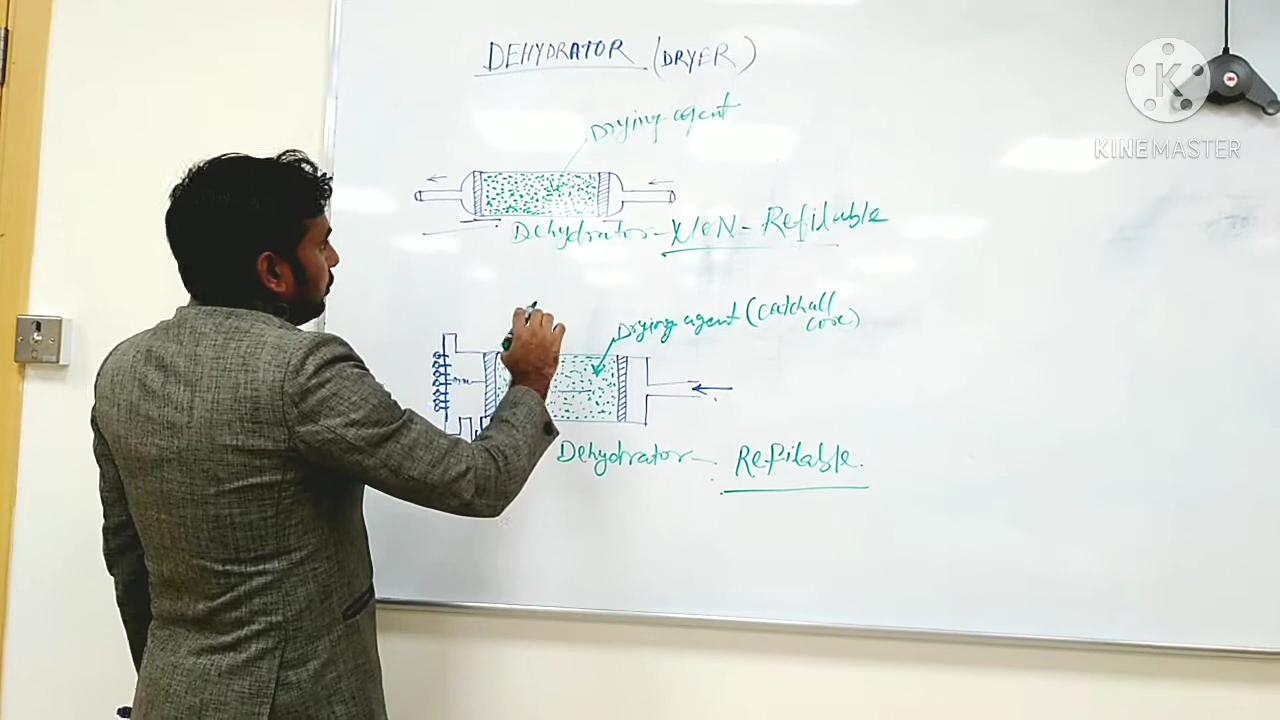 DEHYDRATOR (DRYER)
K
KINEMASTER
Drying agent
Dehydrator - NON - Refilable
Drying agent (Catchall
core)
Dehydrator - Refilable.